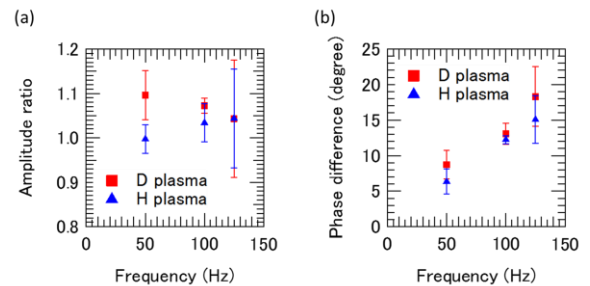 (a)
Amplitude ratio
1.2
1.1
1.0
0.9
0.8
D plasma
H plasma
0
50
100
150
Frequency (Hz)
(b)
Phase difference (degree)
25
20
15
10
5
0
D plasma
H plasma
0
50
100
150
Frequency (Hz)